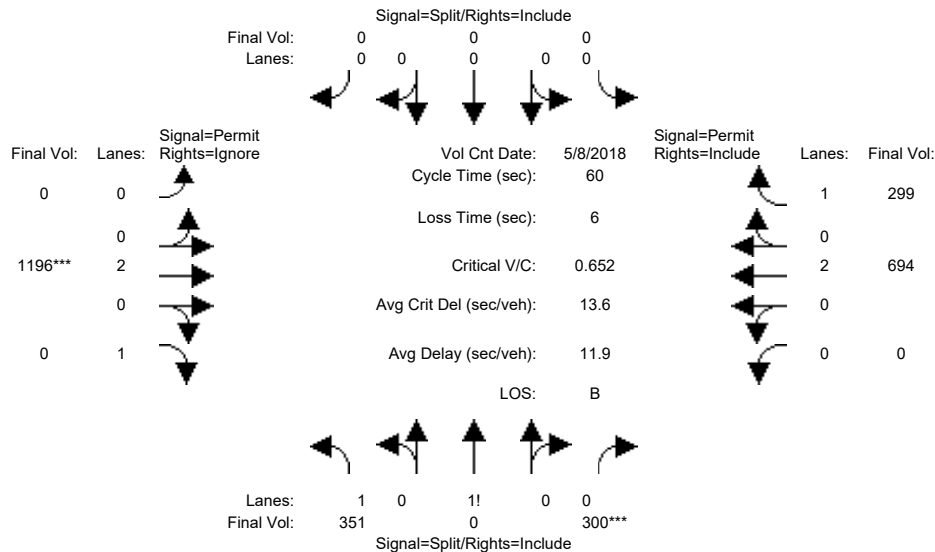 Signal=Split/Rights=Include
Final Vol: 0 0 0
Lanes: 0 0 0 0 0
Signal=Permit
Final Vol: Lanes: Rights=Ignore
Vol Cnt Date: 5/8/2018
Signal=Permit
Rights=Include Lanes: Final Vol:
Cycle Time (sec): 60
0 0
1 299
Loss Time (sec): 6
0
0
1196*** 2
Critical V/C: 0.652
2 694
0
Avg Crit Del (sec/veh): 13.6
0
0 1
Avg Delay (sec/veh): 11.9
0 0
LOS: B
Lanes: 1 0 1! 0 0
Final Vol: 351 0 300***
Signal=Split/Rights=Include